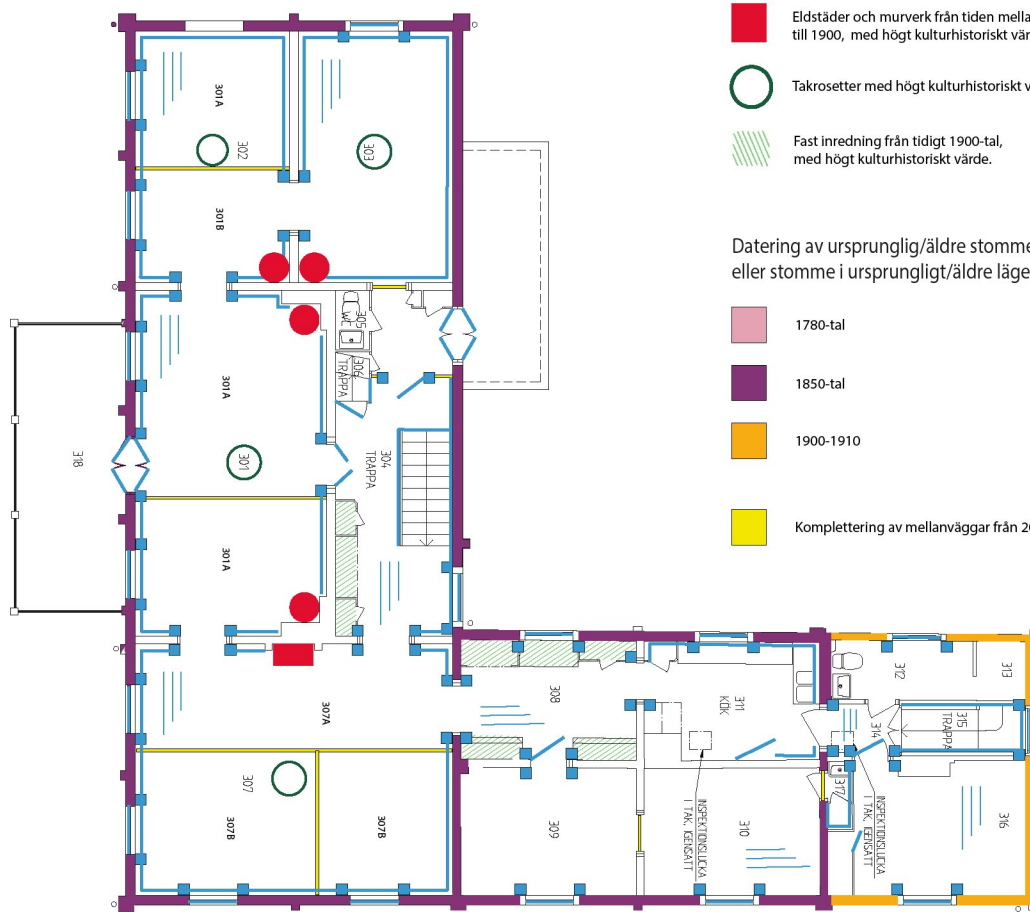 Eldstäder och murverk från tiden
till 1900, med högt kulturhistoriskt
Takrosetter med högt kulturhistoriskt
Fast inredning från tidigt 1900-tal,
med högt kulturhistoriskt värde.
Datering av ursprunglig/äldre stomme
eller stomme i ursprungligt/äldre läge
1780-tal
1850-tal
1900-1910
Komplettering av mellanväggar från
301A
302
303
301B
305
WC
306
TRAPPA
301A
301
304
TRAPPA
318
301A
307A
308
311
KÖK
312
313
314
315
TRAPPA
307
307B
307B
309
310
INSPEKTIONSLUCKA
I TAK. IGENSATT
317
INSPEKTIONSLUCKA
I TAK. IGENSATT
316